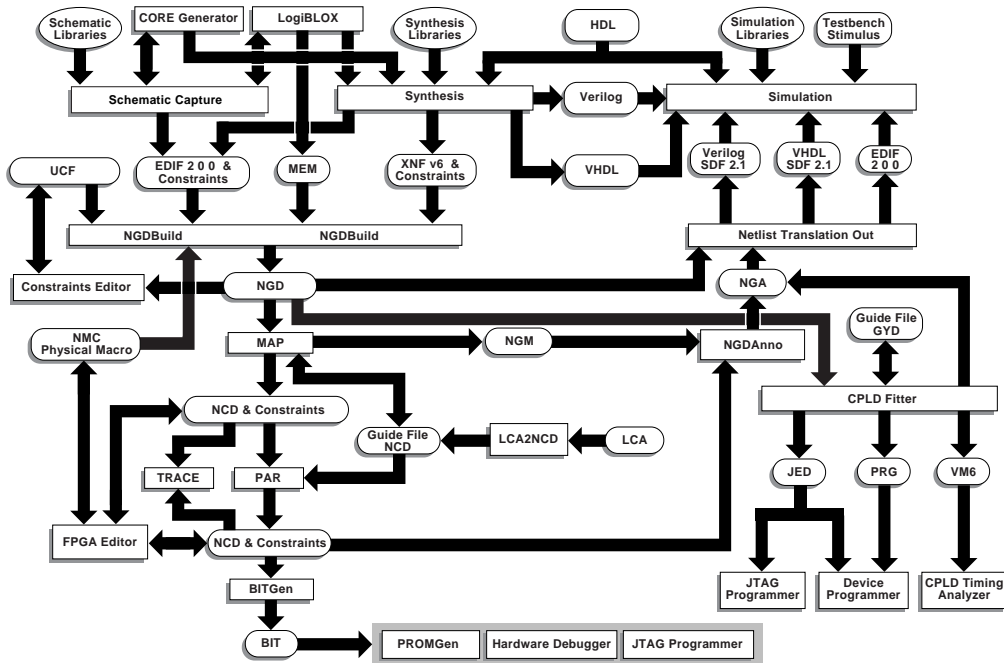 Schematic
Libraries
CORE Generator
LogiBLOX
Synthesis
Libraries
HDL
Simulation
Libraries
Testbench
Stimulus
Schematic Capture
Synthesis
Verilog
Simulation
UCF
EDIF 2 0 0 &
Constraints
MEM
XNF v6 &
Constraints
VHDL
Verilog
SDF 2.1
VHDL
SDF 2.1
EDIF
2 0 0
NGDBuild
NGDBuild
Netlist Translation Out
Constraints Editor
NGD
NGA
NMC
Physical Macro
MAP
NGM
NGDAnno
Guide File
GYD
NCD & Constraints
Guide File
NCD
LCA2NCD
LCA
CPLD Fitter
TRACE
PAR
JED
PRG
VM6
FPGA Editor
NCD & Constraints
BITGen
JTAG
Programmer
Device
Programmer
CPLD Timing
Analyzer
BIT
PROMGen
Hardware Debugger
JTAG Programmer